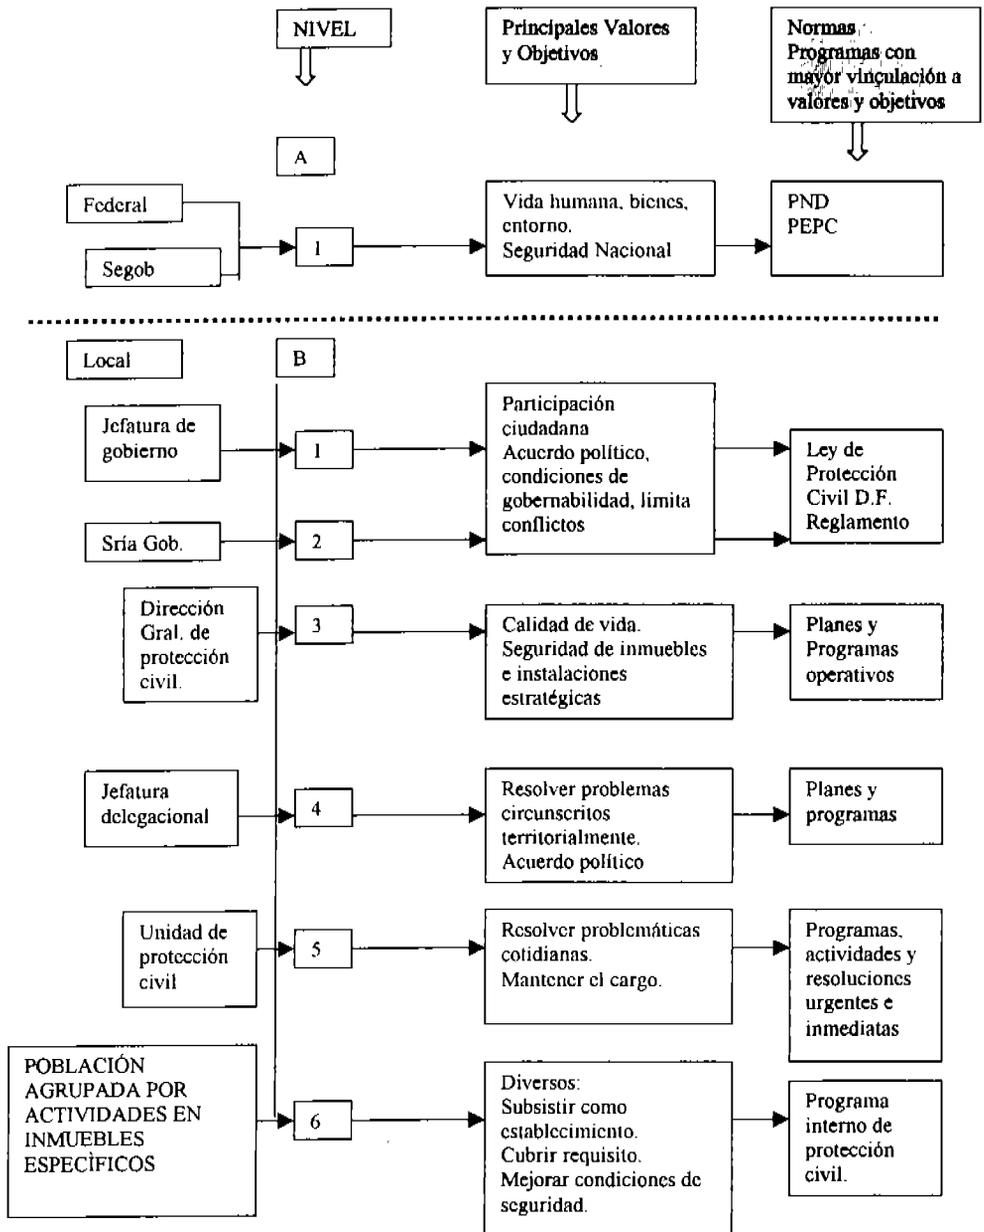 NIVEL
Principales Valores
y Objetivos
Normas
Programas con
mayor vinculación a
valores y objetivos
A
Federal
Segob
1
Vida humana, bienes,
entorno.
Seguridad Nacional
PND
PEPC
Local
B
Jefatura de
gobierno
1
Participación
ciudadana
Acuerdo político,
condiciones de
gobernabilidad, limita
conflictos
Ley de
Protección
Civil D.F.
Reglamento
Sría Gob.
2
Dirección
Gral. de
protección
civil.
3
Calidad de vida.
Seguridad de inmuebles
e instalaciones
estratégicas
Planes y
Programas
operativos
Jefatura
delegacional
4
Resolver problemas
circunscritos
territorialmente.
Acuerdo político
Planes y
programas
Unidad de
protección
civil
5
Resolver problemáticas
cotidianas.
Mantener el cargo.
Programas,
actividades y
resoluciones
urgentes e
inmediatas
POBLACIÓN
AGRUPADA POR
ACTIVIDADES EN
INMUEBLES
ESPECÌFICOS
6
Diversos:
Subsistir como
establecimiento.
Cubrir requisito.
Mejorar condiciones de
seguridad.
Programa
interno de
protección
civil.